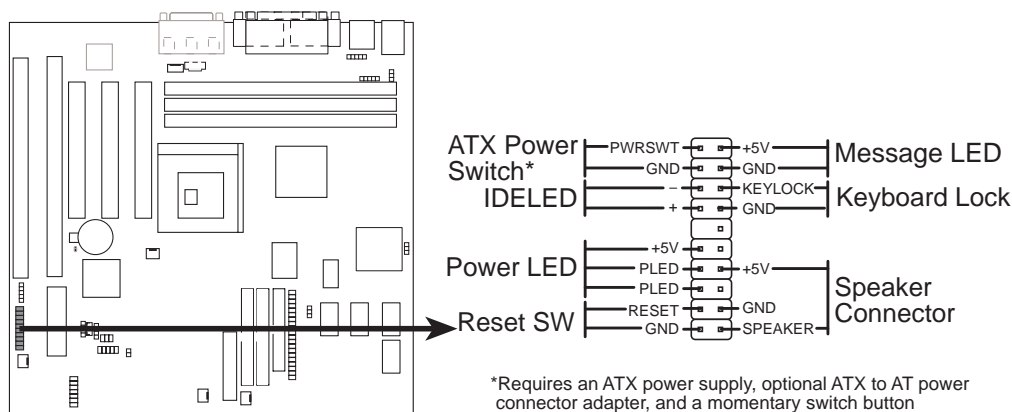 ATX Power
Switch*
PWRSWT
+5V
Message LED
GND
GND
IDELED
–
KEYLOCK
Keyboard Lock
+
GND
+5V
Power LED
PLED
+5V
PLED
Speaker
Connector
Reset SW
RESET
GND
GND
SPEAKER
*Requires an ATX power supply, optional ATX to AT power
connector adapter, and a momentary switch button